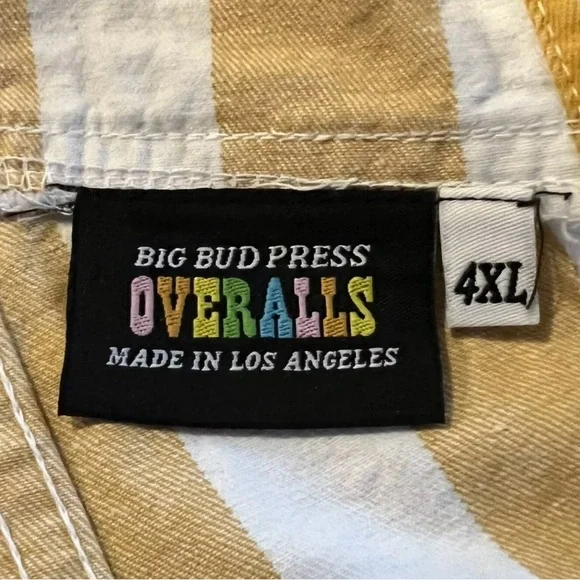 BIG BUD PRESS
OVERALLS
MADE IN LOS ANGELES
4XL